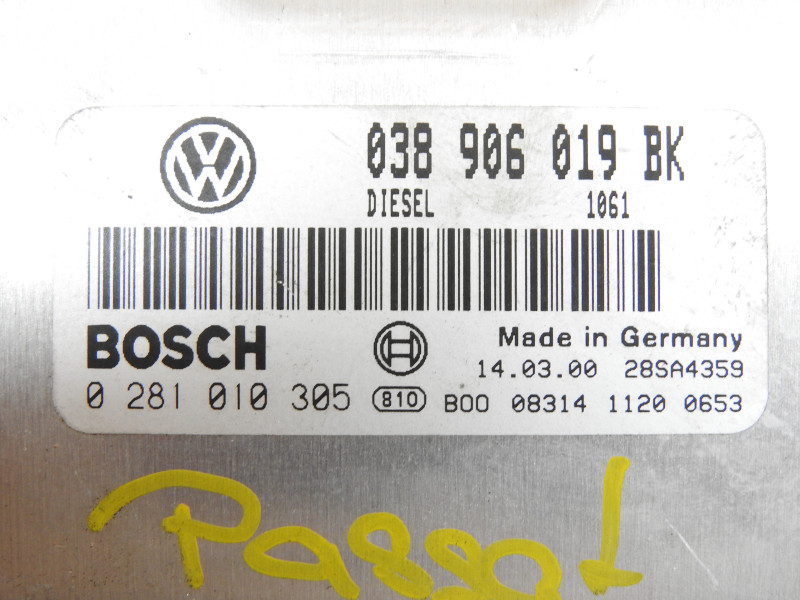 038 906 019 BK
DIESEL 1061
BOSCH
Made in Germany
14.03.00 28SA4359
0 281 010 305 810 B00 08314 1120 0653
Passat